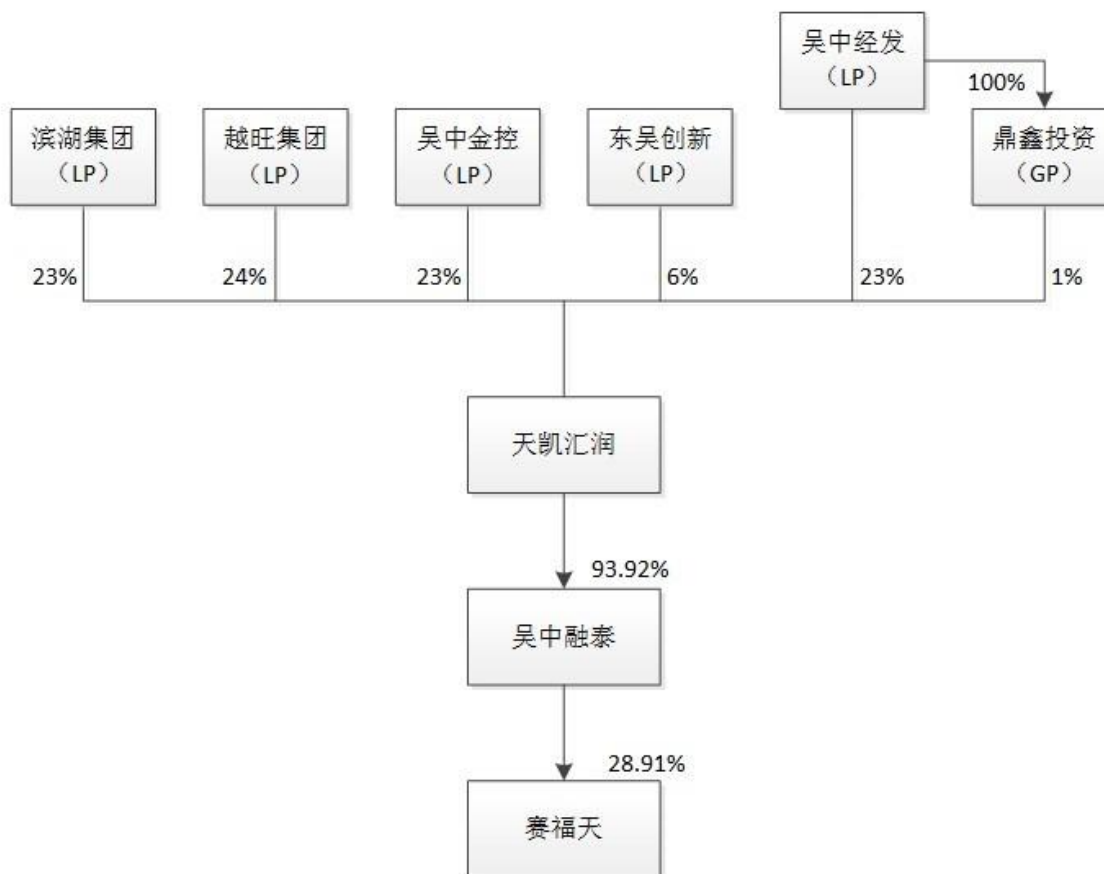 吴中经发
（LP）
100%
滨湖集团
（LP）
越旺集团
（LP）
吴中金控
（LP）
东吴创新
（LP）
鼎鑫投资
（GP）
23%
24%
23%
6%
23%
1%
天凯汇润
93.92%
吴中融泰
28.91%
赛福天